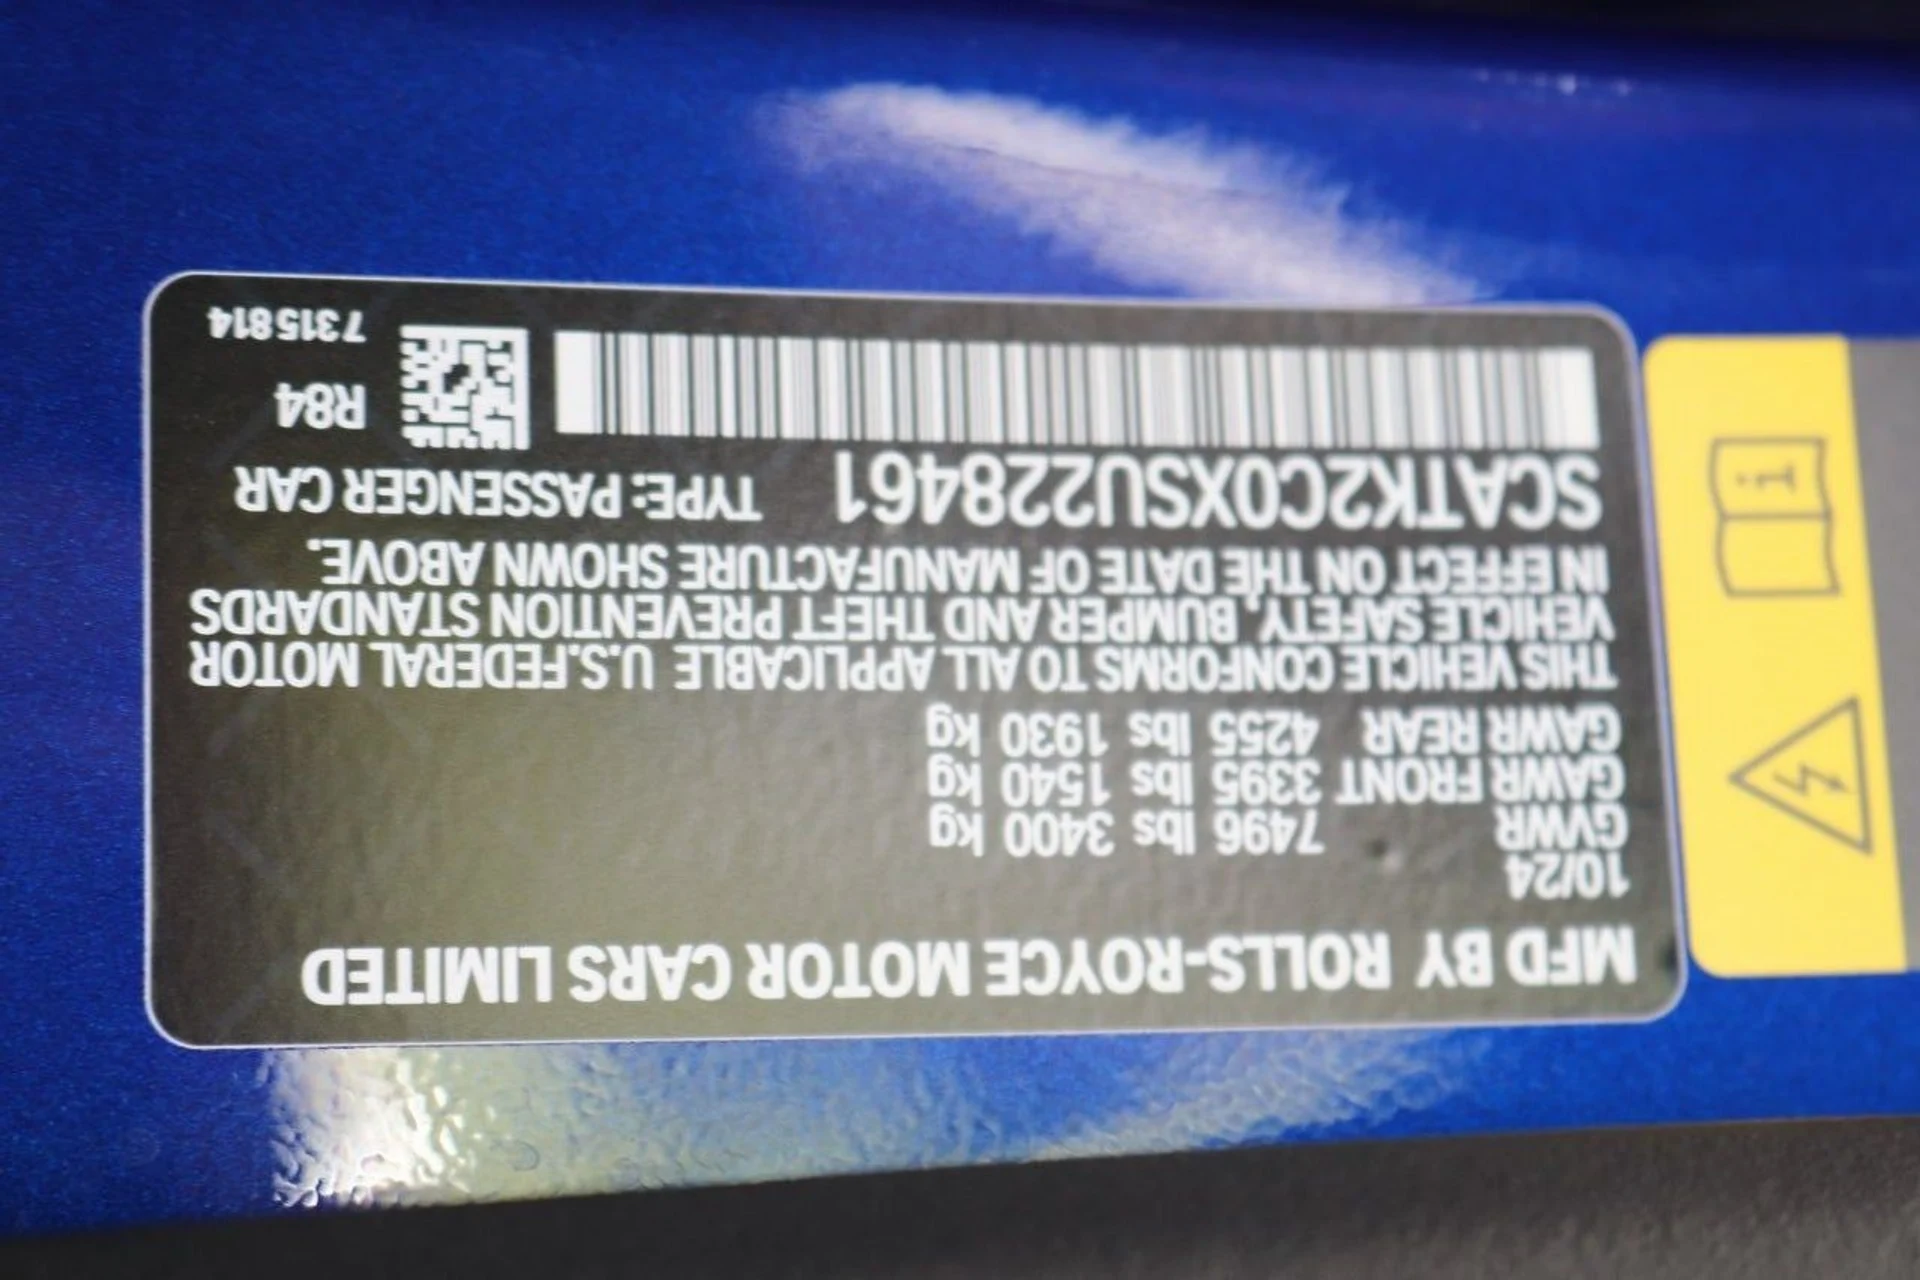 MFD BY ROLLS-ROYCE MOTOR CARS LIMITED
10/24
GVWR 7496 lbs 3400 kg
GAWR FRONT 3395 lbs 1540 kg
GAWR REAR 4255 lbs 1930 kg
THIS VEHICLE CONFORMS TO ALL APPLICABLE U.S.FEDERAL MOTOR
VEHICLE SAFETY, BUMPER AND THEFT PREVENTION STANDARDS
IN EFFECT ON THE DATE OF MANUFACTURE SHOWN ABOVE.
SCATK2C0XSU228461 TYPE: PASSENGER CAR
R84
7315814
i